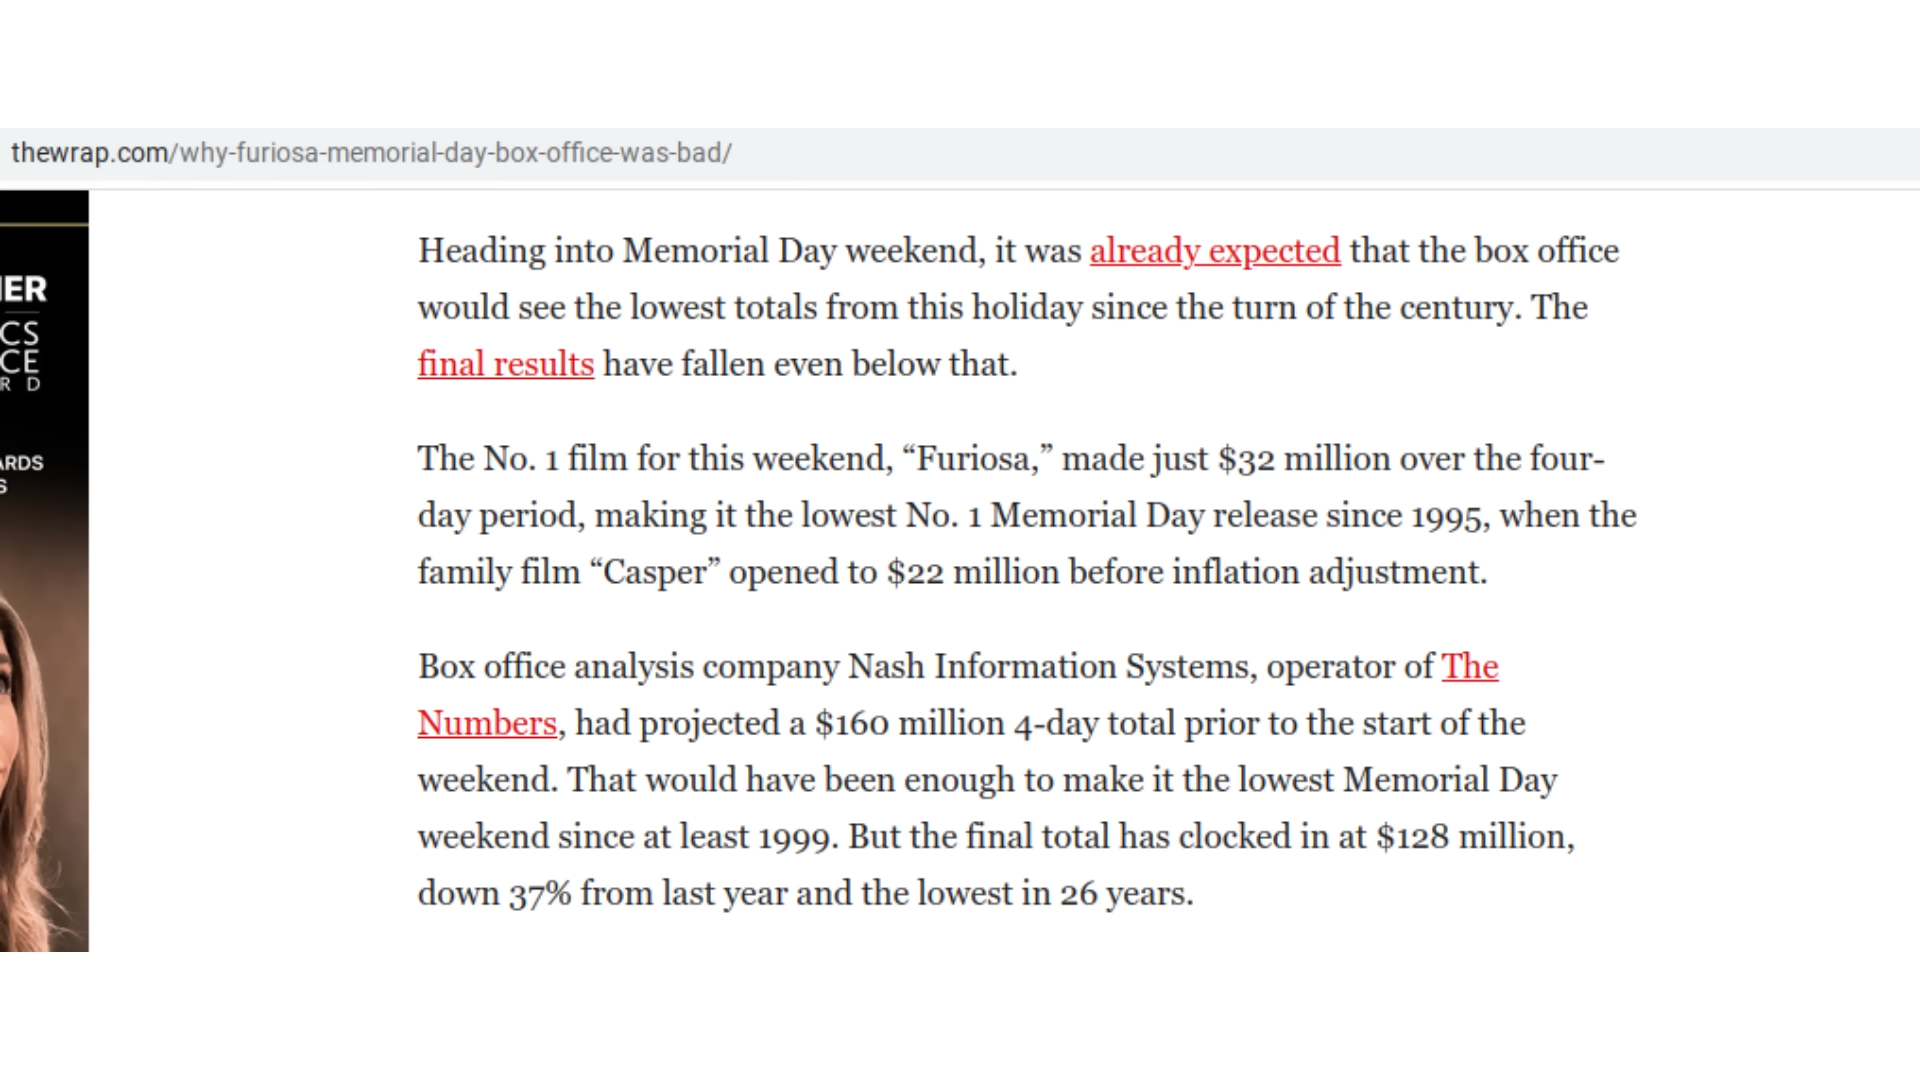 thewrap.com/why-furiosa-memorial-day-box-office-was-bad/
Heading into Memorial Day weekend, it was already expected that the box office
would see the lowest totals from this holiday since the turn of the century. The
final results have fallen even below that.
The No. 1 film for this weekend, “Furiosa,” made just $32 million over the four-
day period, making it the lowest No. 1 Memorial Day release since 1995, when the
family film “Casper” opened to $22 million before inflation adjustment.
Box office analysis company Nash Information Systems, operator of The
Numbers, had projected a $160 million 4-day total prior to the start of the
weekend. That would have been enough to make it the lowest Memorial Day
weekend since at least 1999. But the final total has clocked in at $128 million,
down 37% from last year and the lowest in 26 years.